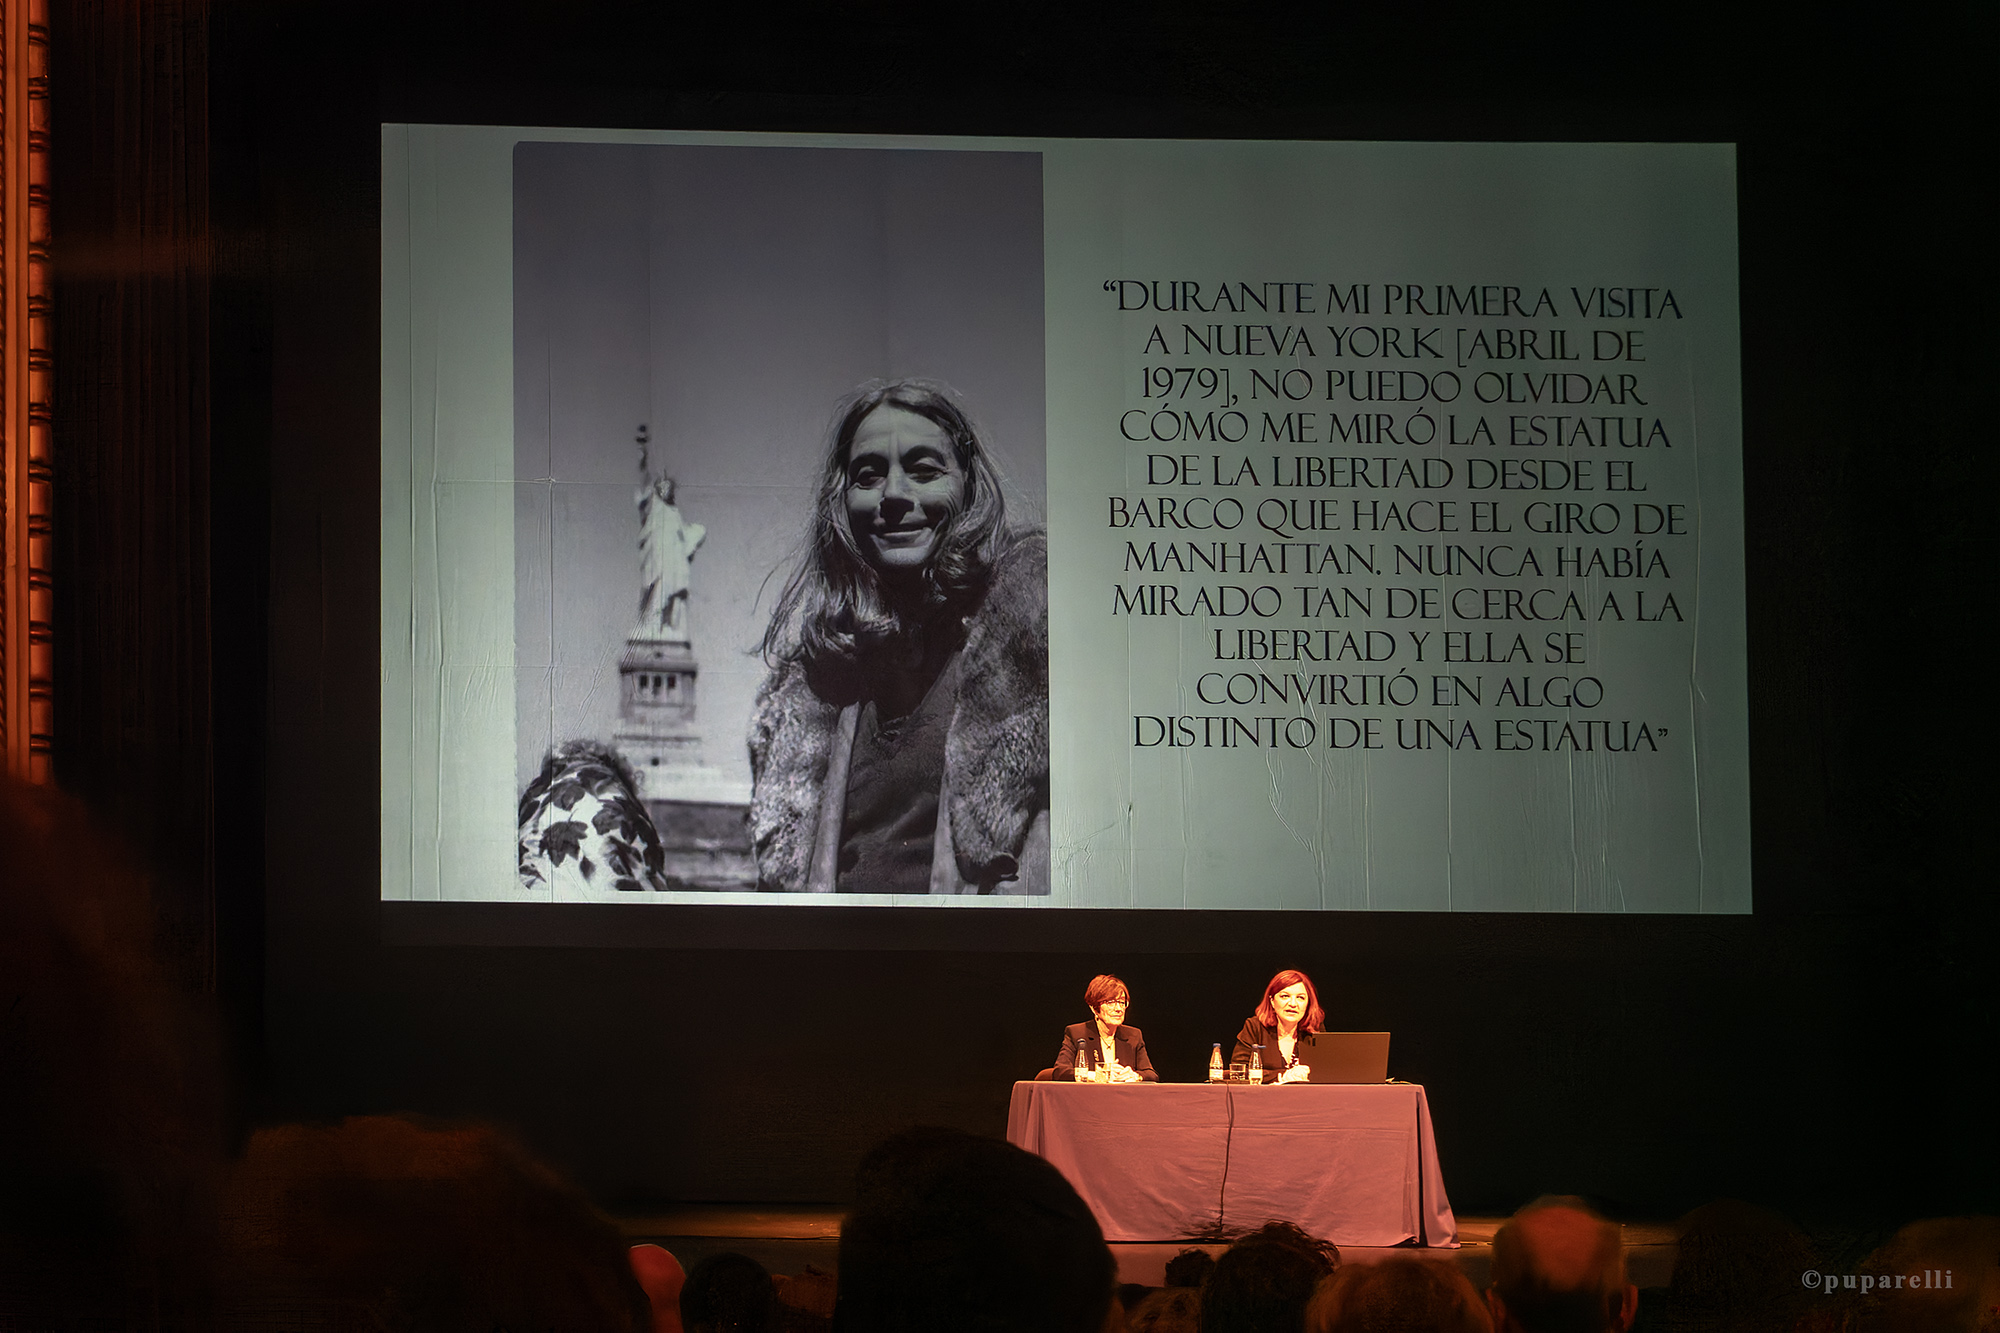 “DURANTE MI PRIMERA VISITA
A NUEVA YORK [ABRIL DE
1979], NO PUEDO OLVIDAR
CÓMO ME MIRÓ LA ESTATUA
DE LA LIBERTAD DESDE EL
BARCO QUE HACE EL GIRO DE
MANHATTAN. NUNCA HABÍA
MIRADO TAN DE CERCA A LA
LIBERTAD Y ELLA SE
CONVIRTIÓ EN ALGO
DISTINTO DE UNA ESTATUA”
©puparelli